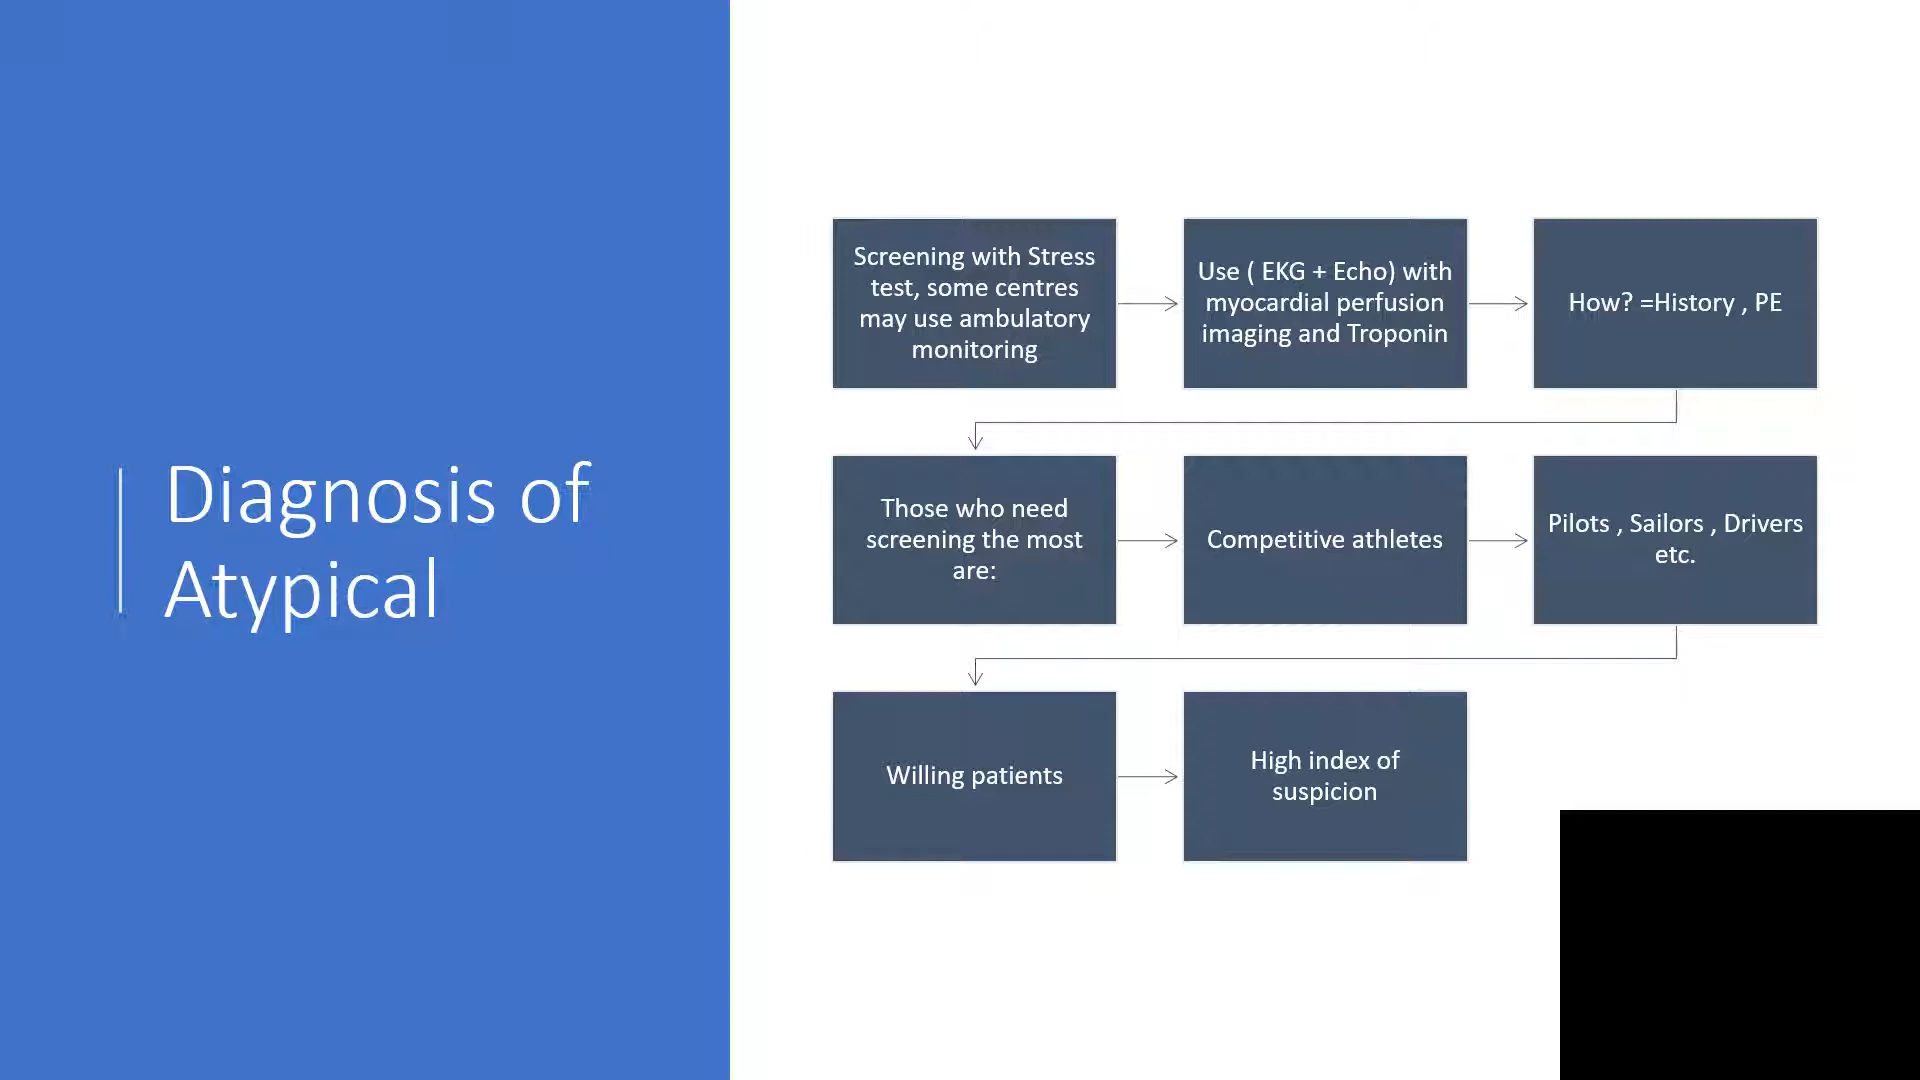 Diagnosis of
Atypical
Screening with Stress
test, some centres
may use ambulatory
monitoring
Use ( EKG + Echo) with
myocardial perfusion
imaging and Troponin
How? =History , PE
Those who need
screening the most
are:
Competitive athletes
Pilots , Sailors , Drivers
etc.
Willing patients
High index of
suspicion